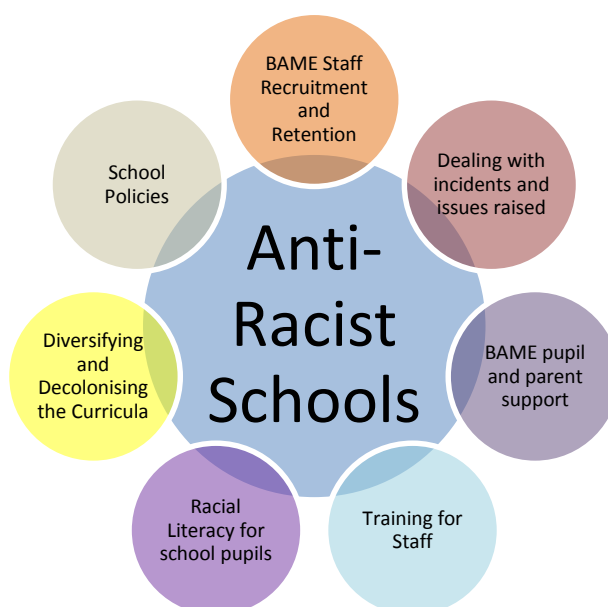 BAME Staff
Recruitment
and
Retention
Dealing with
incidents and
issues raised
BAME pupil
and parent
support
Training for
Staff
Racial
Literacy for
school pupils
Diversifying
and
Decolonising
the Curricula
School
Policies
Anti-
Racist
Schools